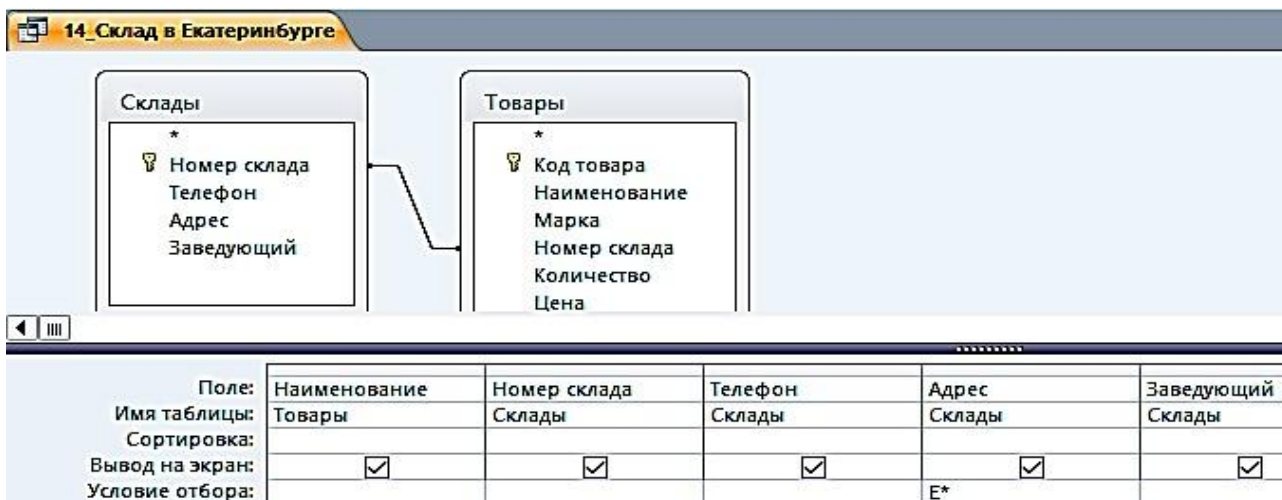 14_Склад в Екатеринбурге
Склады
*
Номер склада
Телефон
Адрес
Заведующий
Товары
*
Код товара
Наименование
Марка
Номер склада
Количество
Цена
Поле: Наименование Номер склада Телефон Адрес Заведующий
Имя таблицы: Товары Склады Склады Склады Склады
Сортировка:
Вывод на экран:
Условие отбора: Е*